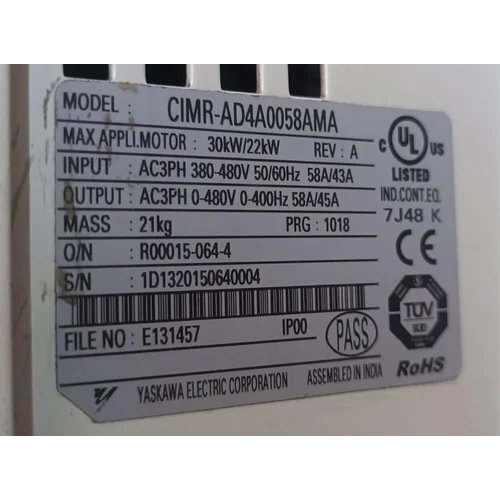 MODEL : CIMR-AD4A0058AMA
MAX APPLI.MOTOR : 30kW/22kW REV : A
INPUT : AC3PH 380-480V 50/60Hz 58A/43A
OUTPUT : AC3PH 0-480V 0-400Hz 58A/45A
MASS : 21kg PRG : 1018
O/N : R00015-064-4
S/N : 1D1320150640004
FILE NO : E131457 IP00
PASS
YASKAWA ELECTRIC CORPORATION ASSEMBLED IN INDIA
C UL US
LISTED
IND.CONT.EQ.
7J48 K
CE
TÜV
SÜD
RoHS